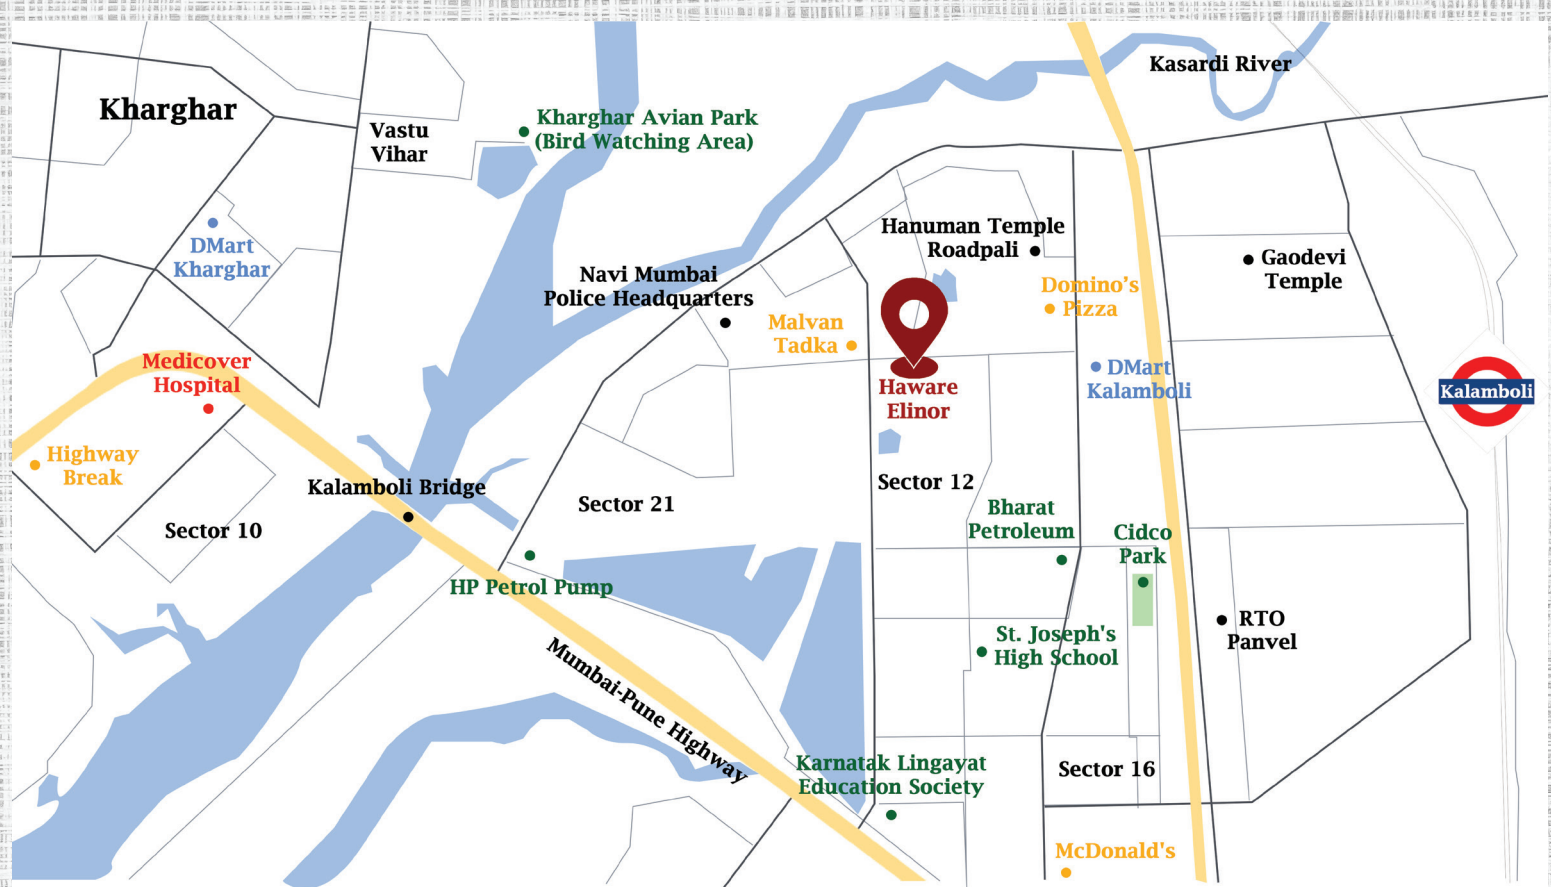 Kasardi River
Kharghar
Kharghar Avian Park
(Bird Watching Area)
Vastu
Vihar
DMart
Kharghar
Hanuman Temple
Roadpali
Gaodevi
Temple
Navi Mumbai
Police Headquarters
Domino's
Pizza
Malvan
Tadka
Medicover
Hospital
DMart
Kalamboli
Haware
Elinor
Kalamboli
Highway
Break
Kalamboli Bridge
Sector 12
Sector 21
Sector 10
Bharat
Petroleum
Cidco
Park
HP Petrol Pump
RTO
Panvel
St. Joseph's
High School
Mumbai-Pune Highway
Karnatak Lingayat
Education Society
Sector 16
McDonald's